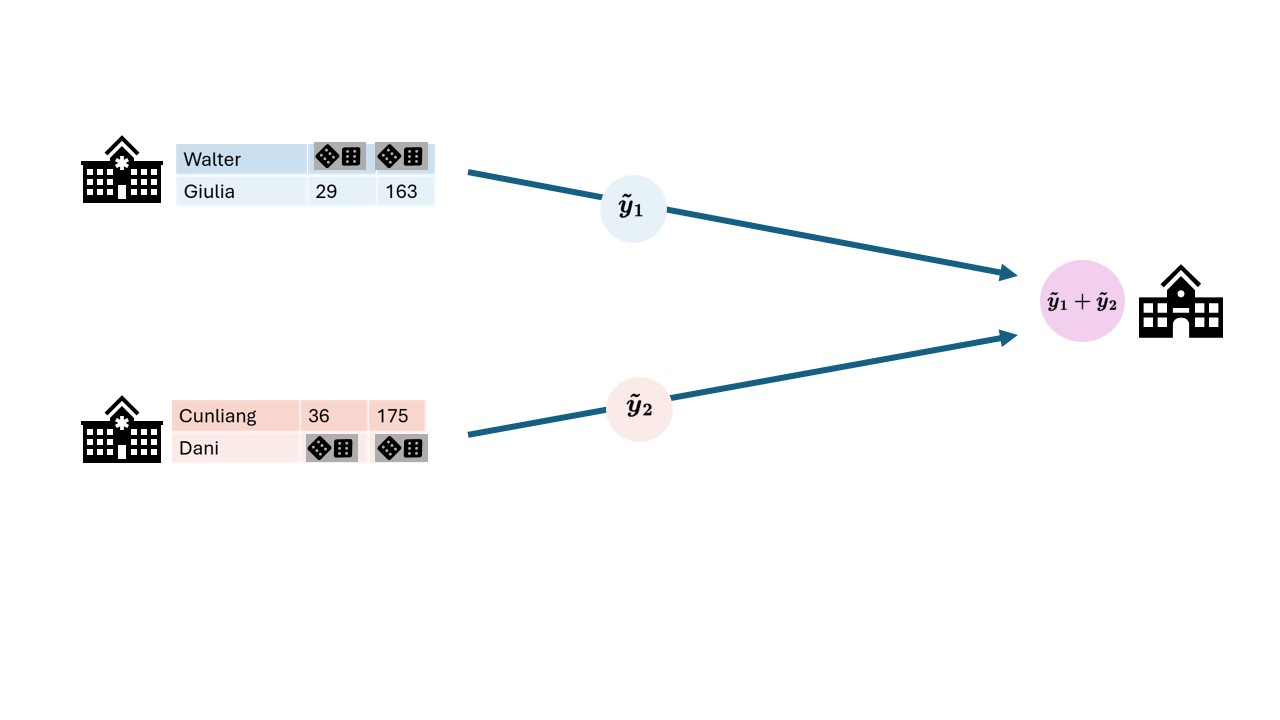 Walter
Giulia 29 163
ỹ₁
ỹ₁ + ỹ₂
Cunliang 36 175
Dani
ỹ₂